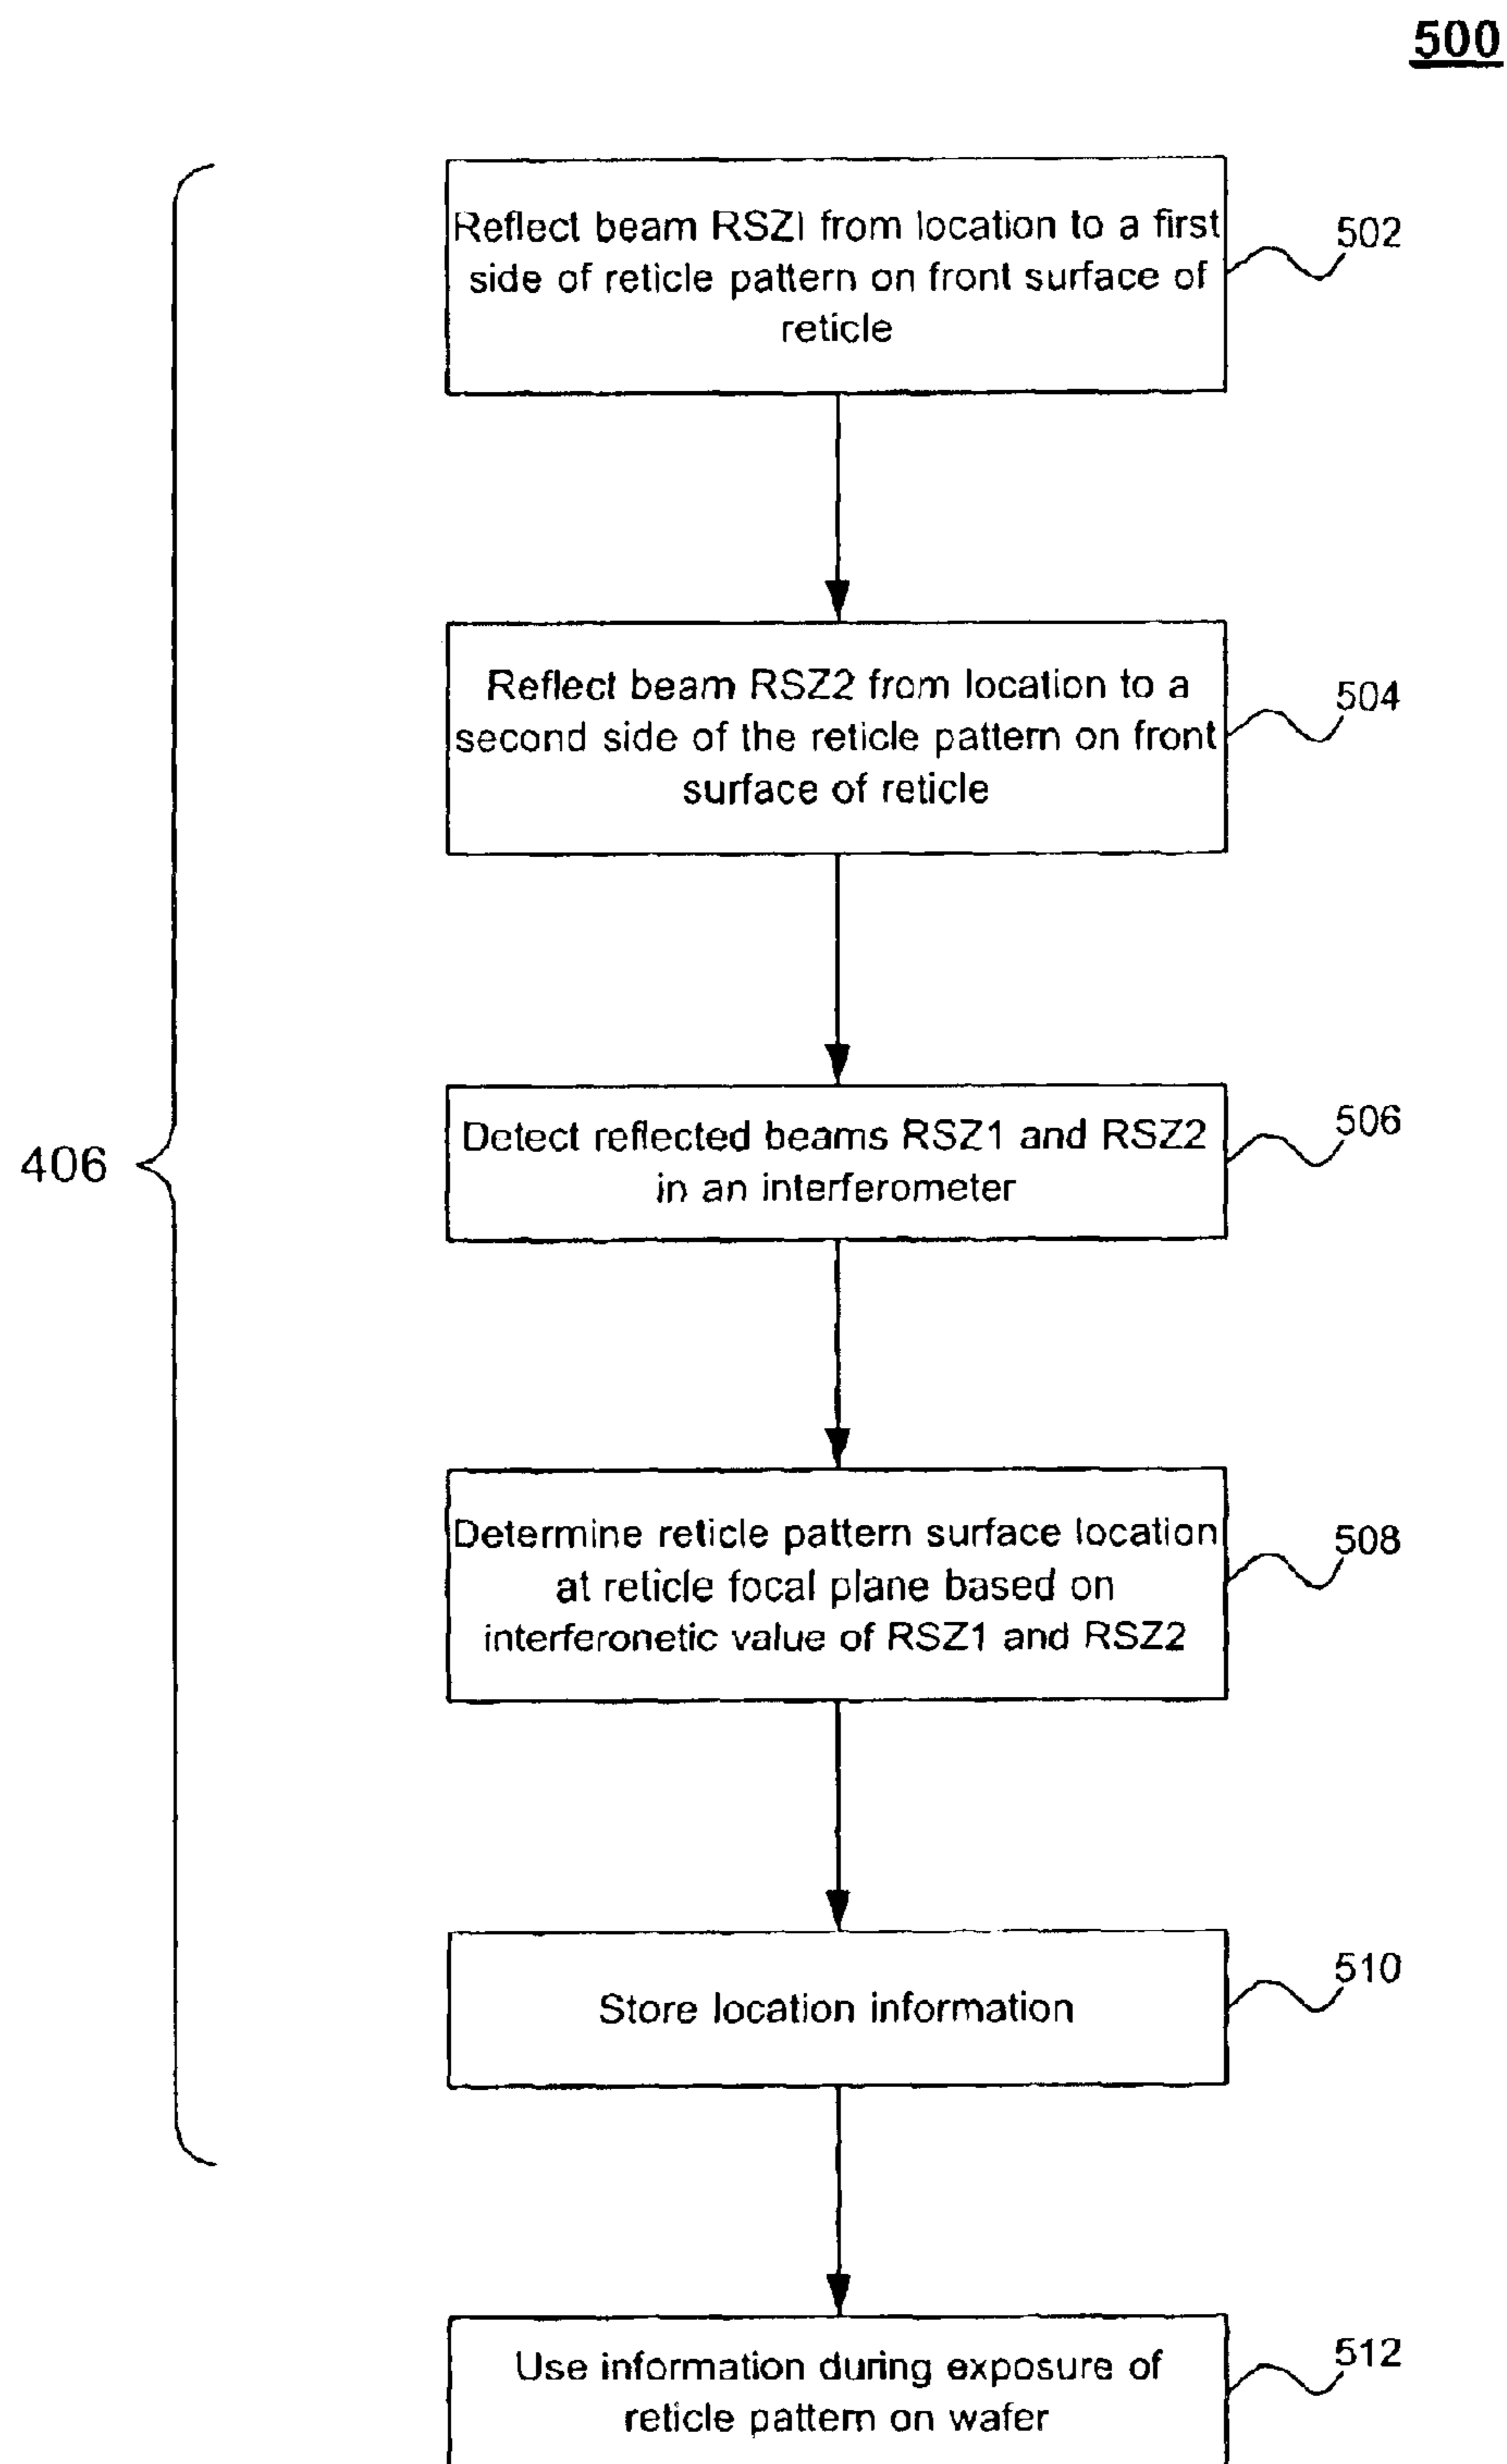 500
Reflect beam RSZI from location to a first
side of reticle pattern on front surface of
reticle
502
Reflect beam RSZ2 from location to a
second side of the reticle pattern on front
surface of reticle
504
Detect reflected beams RSZ1 and RSZ2
in an interferometer
506
406
Determine reticle pattern surface location
at reticle focal plane based on
interferonetic value of RSZ1 and RSZ2
508
Store location information
510
Use information during exposure of
reticle pattern on wafer
512